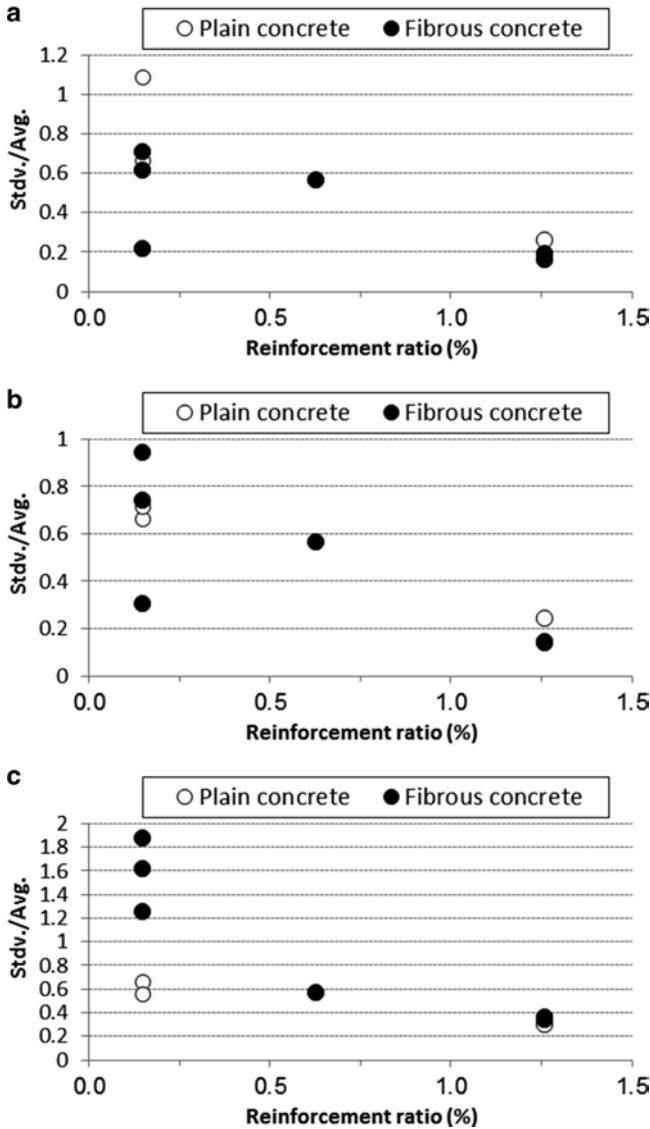 a
Plain concrete Fibrous concrete
1.2
1
0.8
0.6
0.4
0.2
0
Stdv./Avg.
0.0 0.5 1.0 1.5
Reinforcement ratio (%)
b
Plain concrete Fibrous concrete
1
0.8
0.6
0.4
0.2
0
Stdv./Avg.
0.0 0.5 1.0 1.5
Reinforcement ratio (%)
c
Plain concrete Fibrous concrete
2
1.8
1.6
1.4
1.2
1
0.8
0.6
0.4
0.2
0
Stdv./Avg.
0.0 0.5 1.0 1.5
Reinforcement ratio (%)